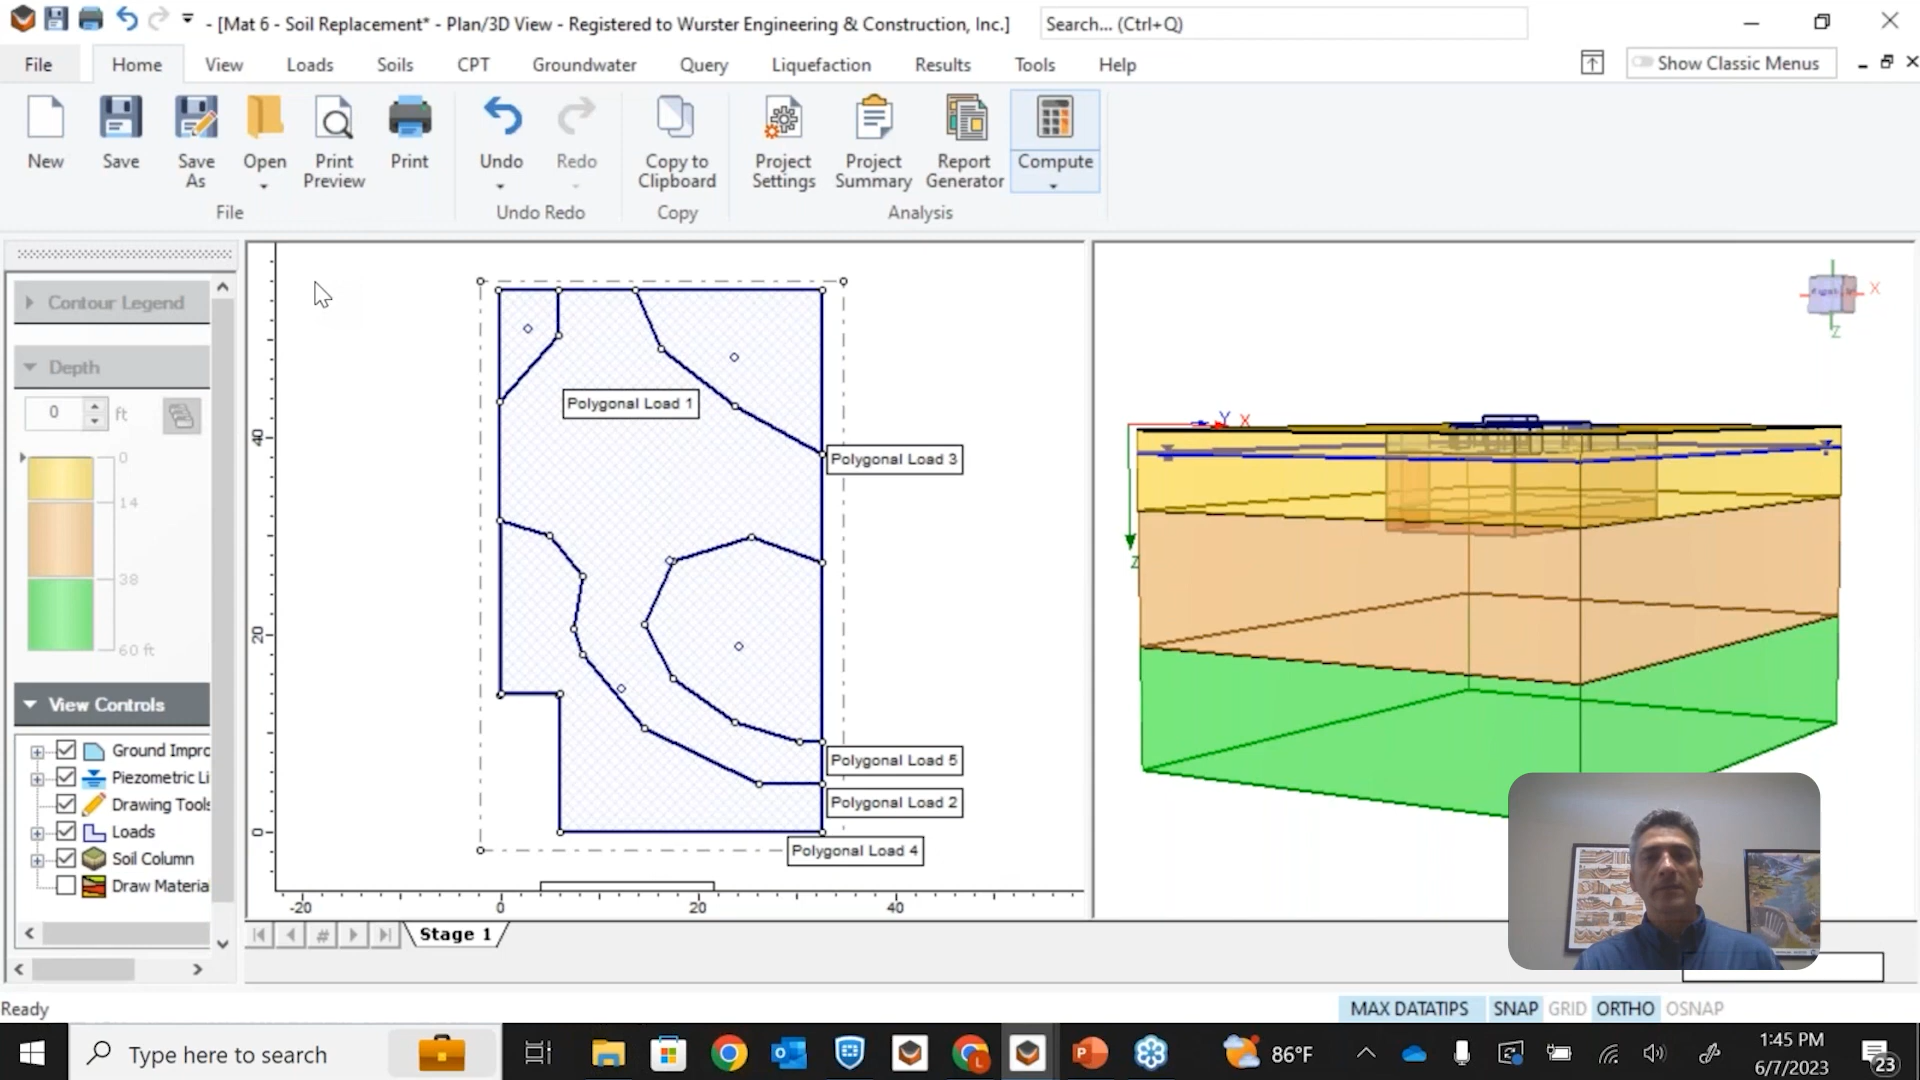 - [Mat 6 - Soil Replacement* - Plan/3D View - Registered to Wurster Engineering & Construction, Inc.]
Search... (Ctrl+Q)
File Home View Loads Soils CPT Groundwater Query Liquefaction Results Tools Help
Show Classic Menus
New Save Save As Open Print Preview Print Undo Redo Copy to Clipboard Project Settings Project Summary Report Generator Compute
File Undo Redo Copy Analysis
Contour Legend
Depth
0 ft
0
14
38
60 ft
View Controls
Ground Impro
Piezometric Li
Drawing Tools
Loads
Soil Column
Draw Materia
40
20
0
-20 0 20 40
Polygonal Load 1
Polygonal Load 3
Polygonal Load 5
Polygonal Load 2
Polygonal Load 4
Y X
Z
X
Z
# Stage 1
Ready
MAX DATATIPS SNAP GRID ORTHO OSNAP
Type here to search
86°F
1:45 PM
6/7/2023
23